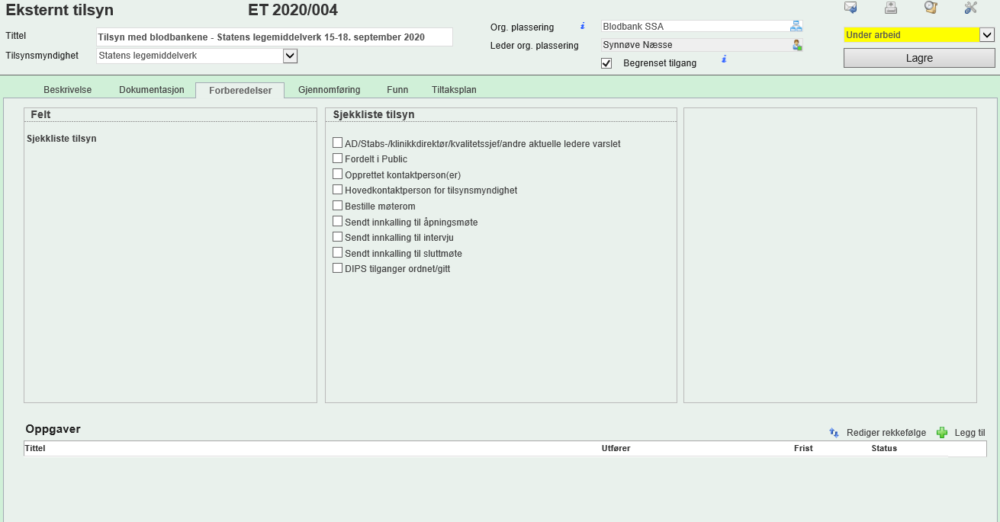 Eksternt tilsyn ET 2020/004
Tittel Tilsyn med blodbankene - Statens legemiddelverk 15-18. september 2020
Tilsynsmyndighet Statens legemiddelverk
Org. plassering i Blodbank SSA
Leder org. plassering Synnøve Næsse
Begrenset tilgang i
Under arbeid
Lagre
Beskrivelse Dokumentasjon Forberedelser Gjennomføring Funn Tiltaksplan
Felt
Sjekkliste tilsyn
Sjekkliste tilsyn
AD/Stabs-/klinikkdirektør/kvalitetssjef/andre aktuelle ledere varslet
Fordelt i Public
Opprettet kontaktperson(er)
Hovedkontaktperson for tilsynsmyndighet
Bestille møterom
Sendt innkalling til åpningsmøte
Sendt innkalling til intervju
Sendt innkalling til sluttmøte
DIPS tilganger ordnet/gitt
Oppgaver
Rediger rekkefølge Legg til
Tittel Utfører Frist Status